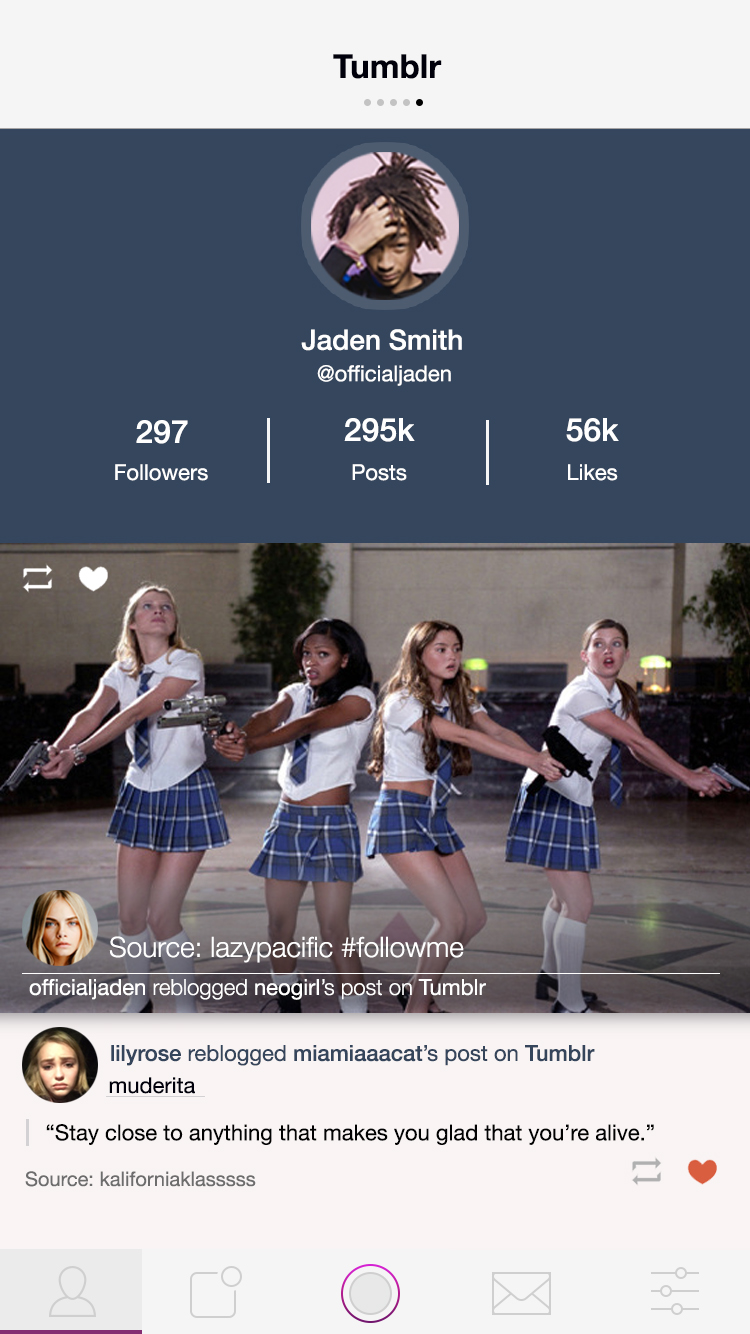 Tumblr
Jaden Smith
@officialjaden
297
295k
56k
Followers
Posts
Likes
Source: lazypacific #followme
officialjaden reblogged neogirl's post on Tumblr
lilyrose reblogged miamiaaacat's post on Tumblr
muderita
“Stay close to anything that makes you glad that you’re alive.”
Source: kaliforniaklasssss